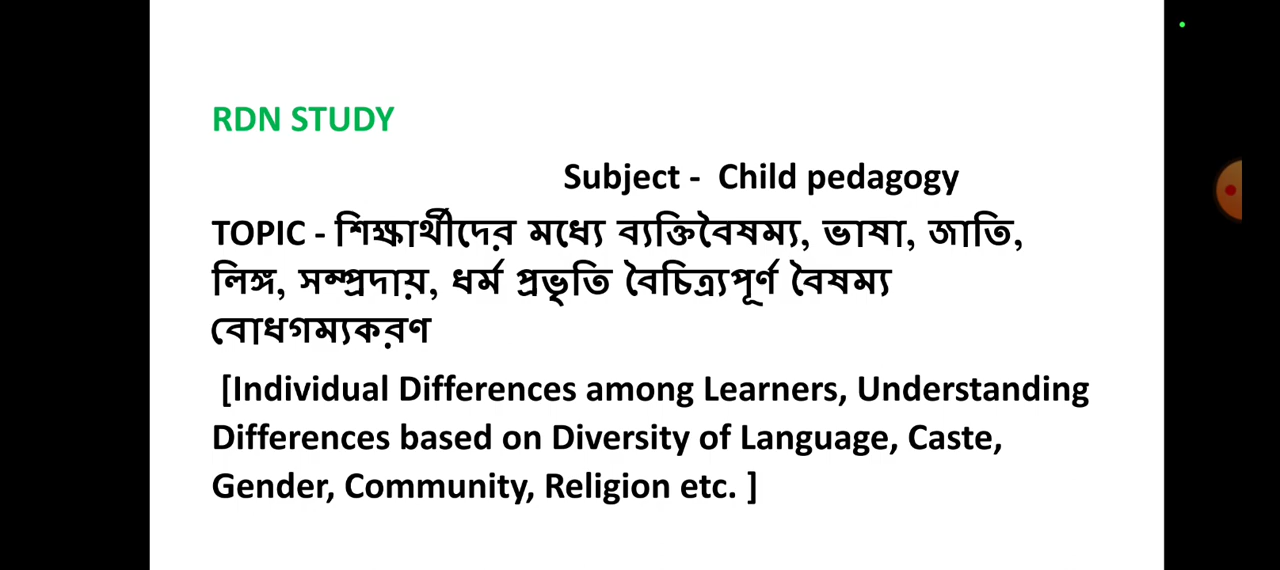 RDN STUDY
Subject -  Child pedagogy
TOPIC - শিক্ষার্থীদের মধ্যে ব্যক্তিবৈষম্য, ভাষা, জাতি,
লিঙ্গ, সম্প্রদায়, ধর্ম প্রভৃতি বৈচিত্র্যপূর্ণ বৈষম্য
বোধগম্যকরণ
[Individual Differences among Learners, Understanding
Differences based on Diversity of Language, Caste,
Gender, Community, Religion etc. ]